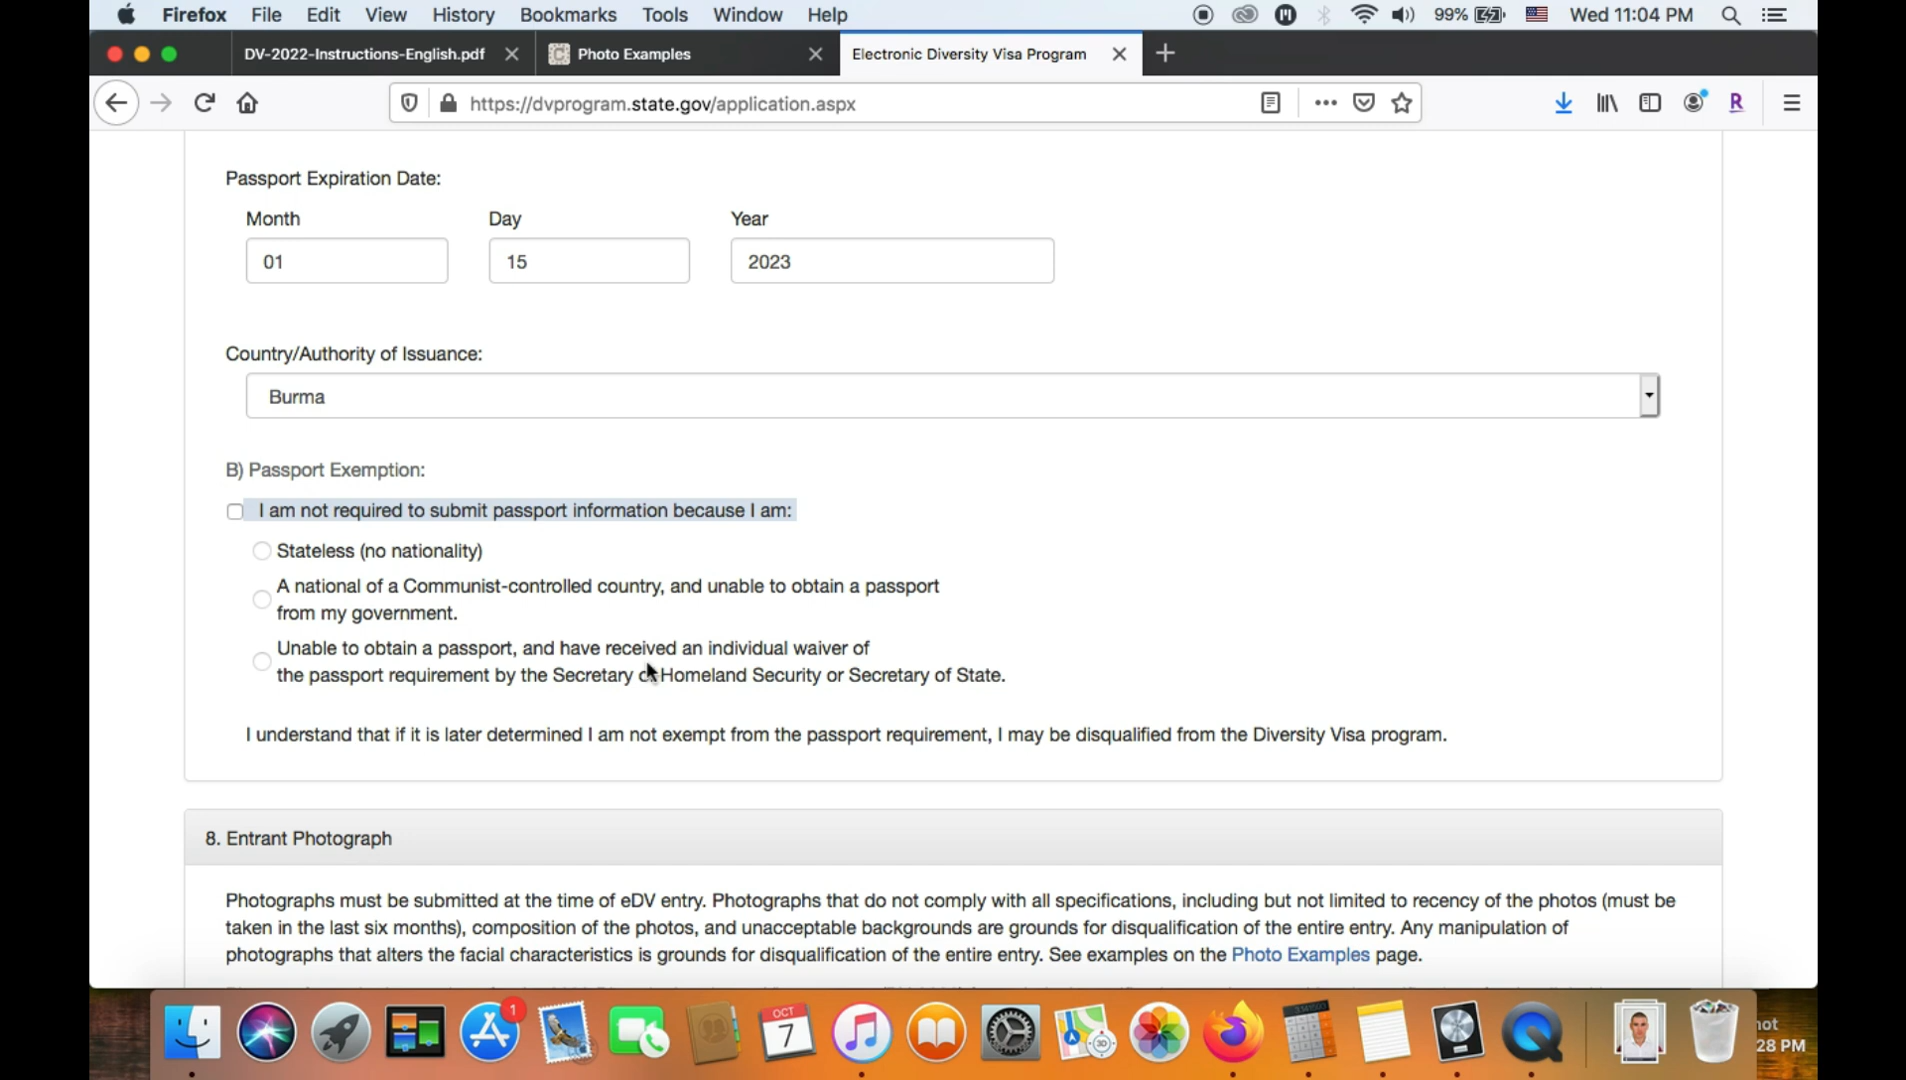 Firefox File Edit View History Bookmarks Tools Window Help 99% Wed 11:04 PM
DV-2022-Instructions-English.pdf Photo Examples Electronic Diversity Visa Program
https://dvprogram.state.gov/application.aspx R
Passport Expiration Date:
Month Day Year
01 15 2023
Country/Authority of Issuance:
Burma
B) Passport Exemption:
I am not required to submit passport information because I am:
Stateless (no nationality)
A national of a Communist-controlled country, and unable to obtain a passport
from my government.
Unable to obtain a passport, and have received an individual waiver of
the passport requirement by the Secretary of Homeland Security or Secretary of State.
I understand that if it is later determined I am not exempt from the passport requirement, I may be disqualified from the Diversity Visa program.
8. Entrant Photograph
Photographs must be submitted at the time of eDV entry. Photographs that do not comply with all specifications, including but not limited to recency of the photos (must be
taken in the last six months), composition of the photos, and unacceptable backgrounds are grounds for disqualification of the entire entry. Any manipulation of
photographs that alters the facial characteristics is grounds for disqualification of the entire entry. See examples on the Photo Examples page.
1
OCT
7
3D
28 PM